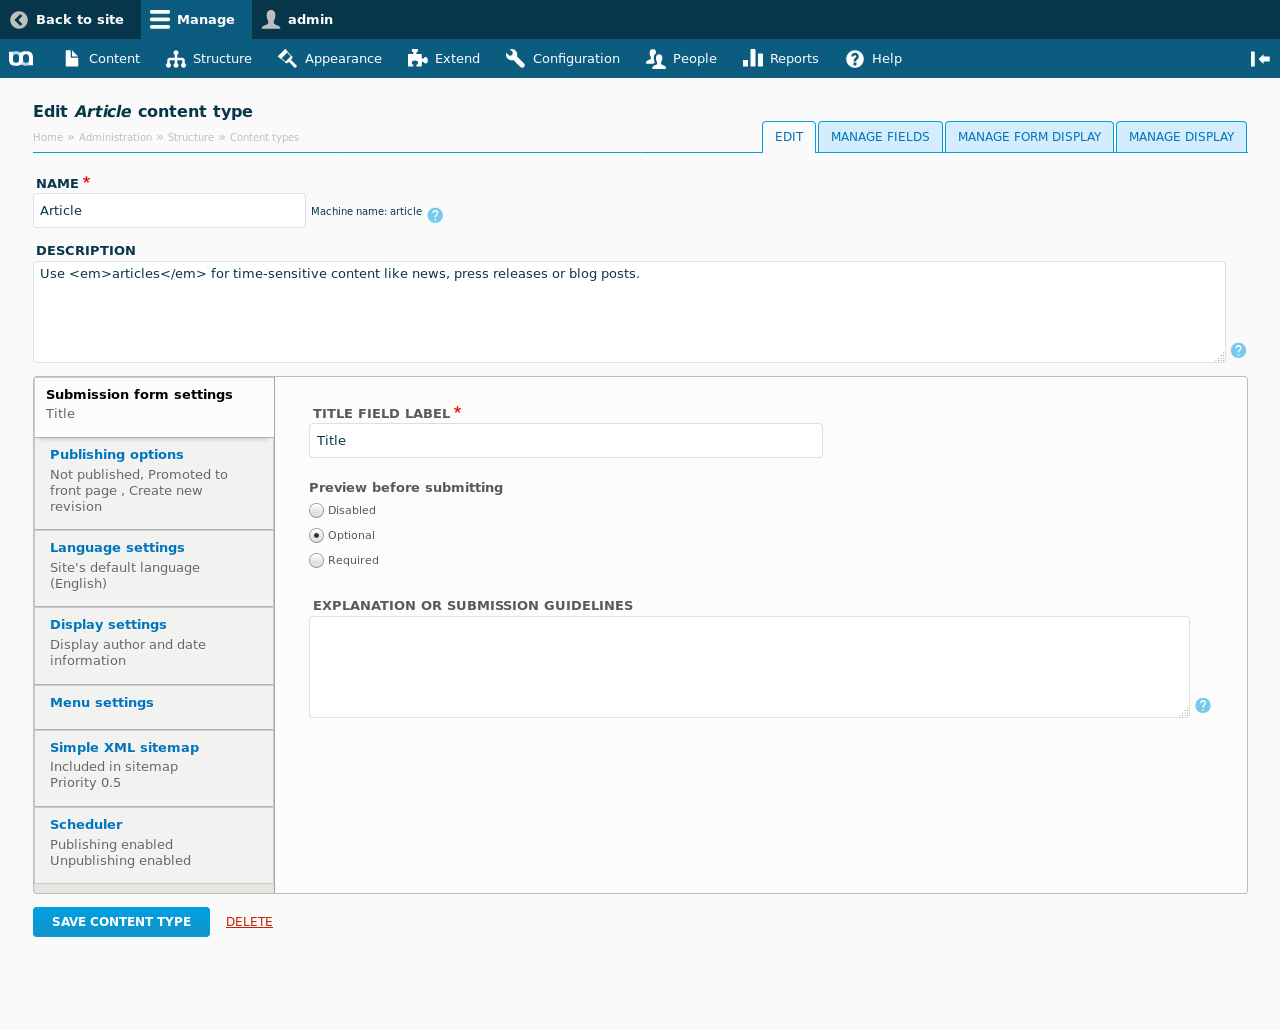 Back to site Manage admin
Content Structure Appearance Extend Configuration People Reports Help
Edit Article content type
Home » Administration » Structure » Content types
EDIT MANAGE FIELDS MANAGE FORM DISPLAY MANAGE DISPLAY
NAME *
Article Machine name: article ?
DESCRIPTION
Use <em>articles</em> for time-sensitive content like news, press releases or blog posts.
?
Submission form settings
Title
Publishing options
Not published, Promoted to
front page , Create new
revision
Language settings
Site's default language
(English)
Display settings
Display author and date
information
Menu settings
Simple XML sitemap
Included in sitemap
Priority 0.5
Scheduler
Publishing enabled
Unpublishing enabled
TITLE FIELD LABEL *
Title
Preview before submitting
Disabled
Optional
Required
EXPLANATION OR SUBMISSION GUIDELINES
?
SAVE CONTENT TYPE DELETE